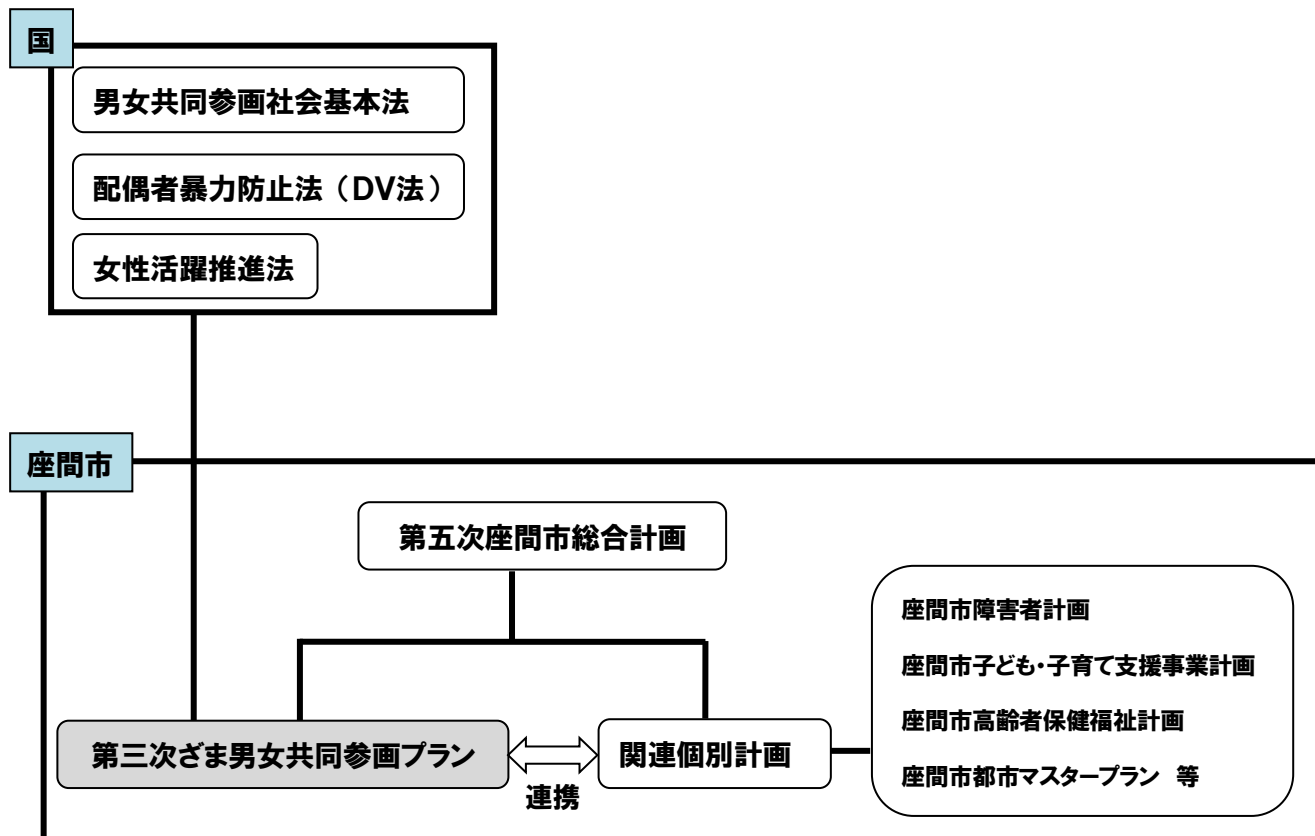 国
男女共同参画社会基本法
配偶者暴力防止法（DV法）
女性活躍推進法
座間市
第五次座間市総合計画
第三次ざま男女共同参画プラン
連携
関連個別計画
座間市障害者計画
座間市子ども・子育て支援事業計画
座間市高齢者保健福祉計画
座間市都市マスタープラン 等